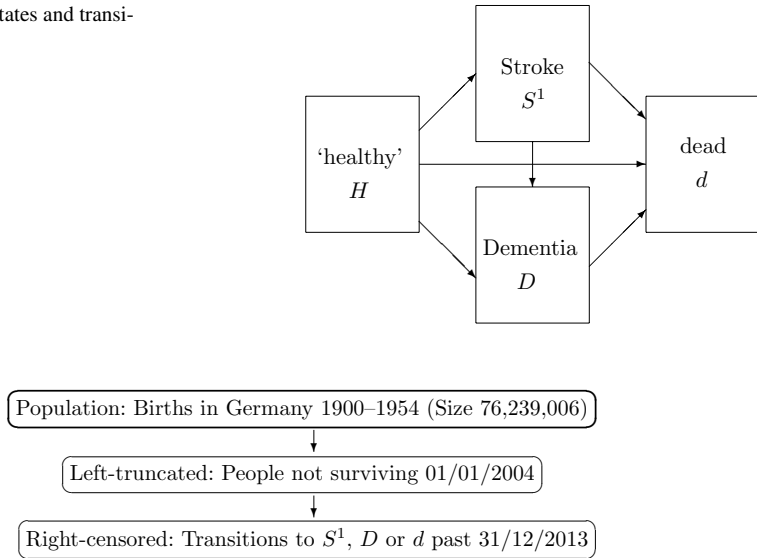 tates and transi-
Stroke
S¹
‘healthy’
H
dead
d
Dementia
D
Population: Births in Germany 1900–1954 (Size 76,239,006)
Left-truncated: People not surviving 01/01/2004
Right-censored: Transitions to S¹, D or d past 31/12/2013